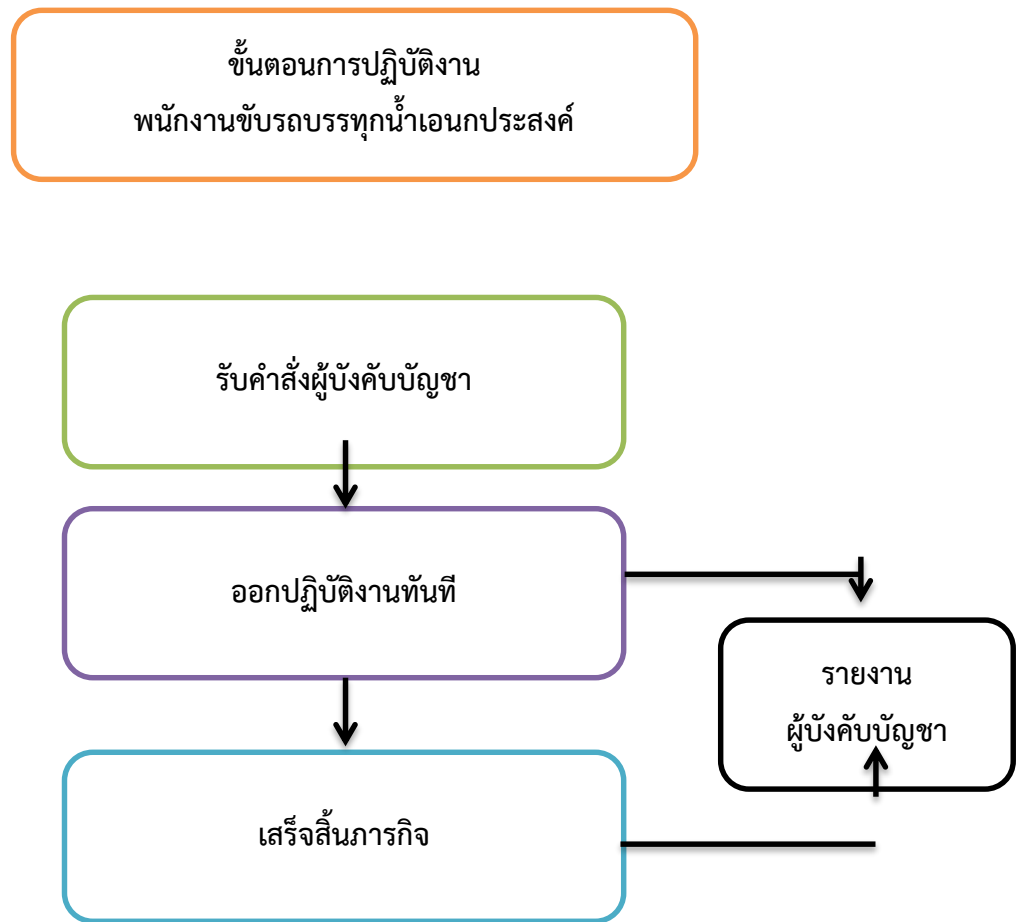 ขั้นตอนการปฏิบัติงาน
พนักงานขับรถบรรทุกน้ำเอนกประสงค์
รับคำสั่งผู้บังคับบัญชา
ออกปฏิบัติงานทันที
รายงาน
ผู้บังคับบัญชา
เสร็จสิ้นภารกิจ